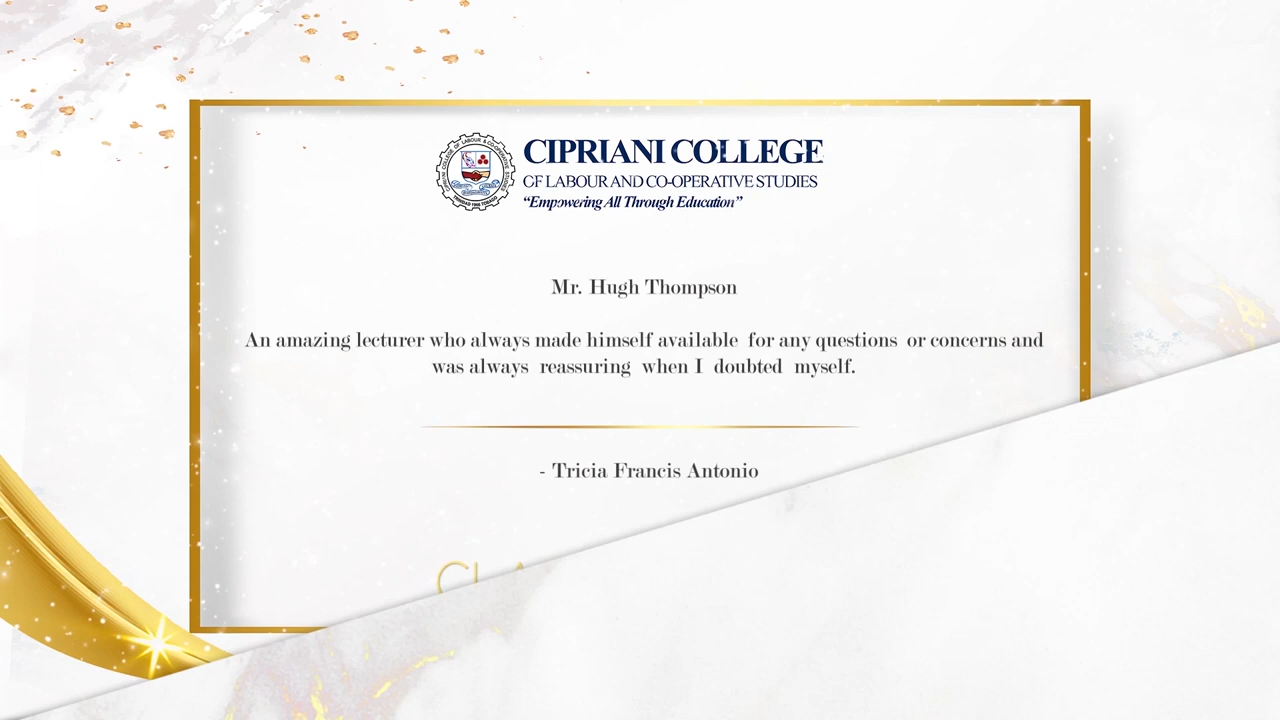 CIPRIANI COLLEGE
OF LABOUR AND CO-OPERATIVE STUDIES
“Empowering All Through Education”
Mr. Hugh Thompson
An amazing lecturer who always made himself available for any questions or concerns and
was always reassuring when I doubted myself.
- Tricia Francis Antonio